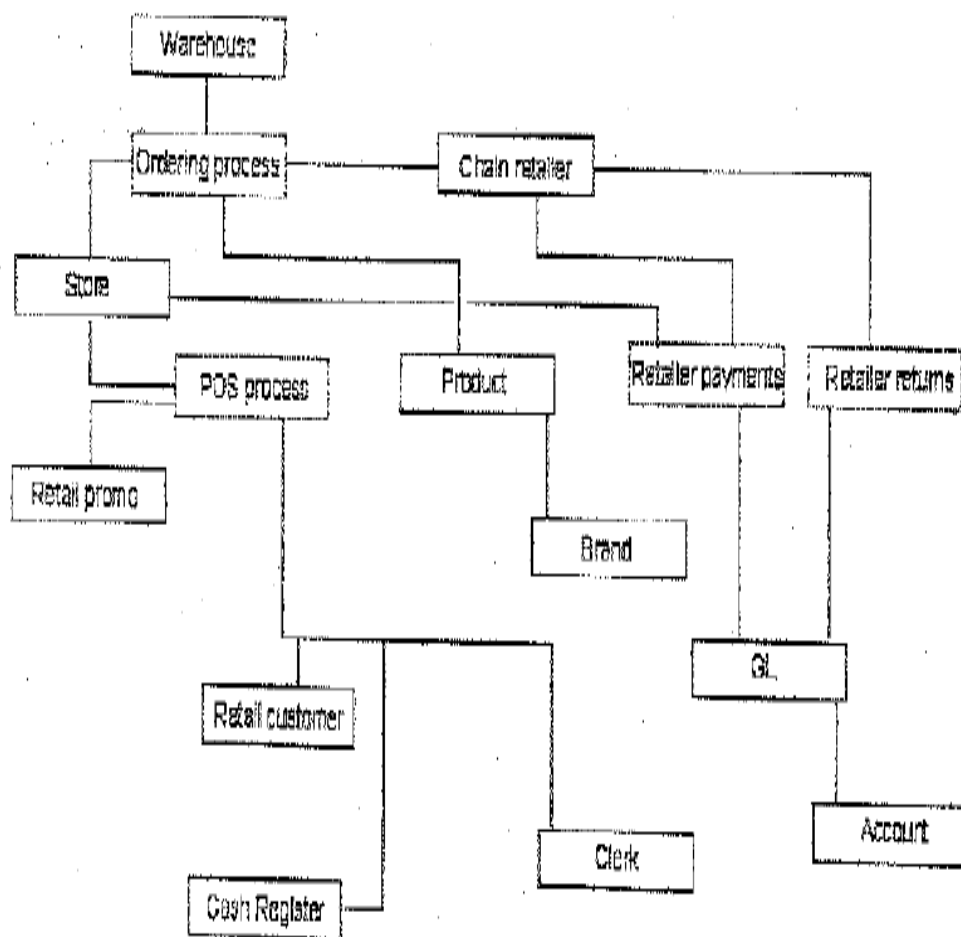 Warehouse
Ordering process
Chain retailer
Store
POS process
Product
Retailer payments
Retailer returns
Retail promo
Brand
GL
Retail customer
Account
Clerk
Cash Register